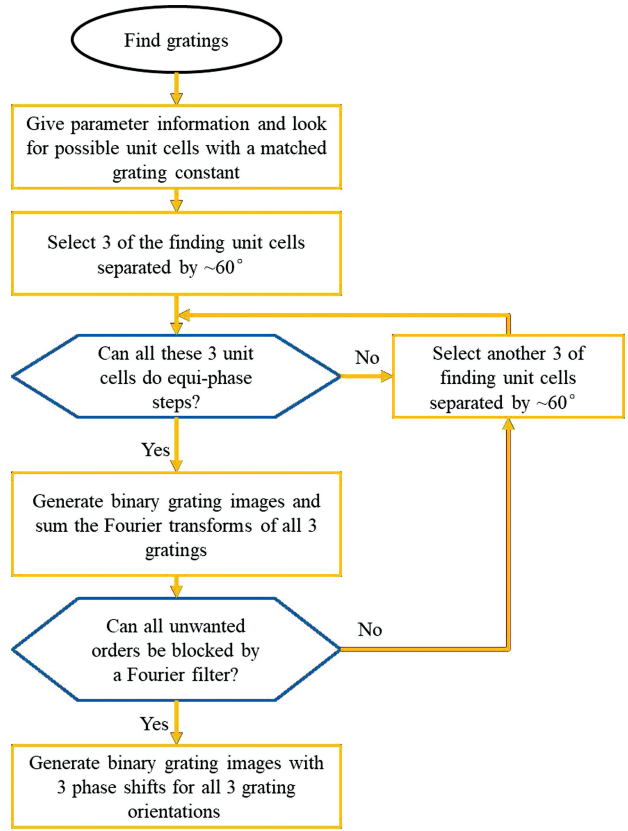 Find gratings
Give parameter information and look
for possible unit cells with a matched
grating constant
Select 3 of the finding unit cells
separated by ~60°
Can all these 3 unit
cells do equi-phase
steps?
No
Select another 3 of
finding unit cells
separated by ~60°
Yes
Generate binary grating images and
sum the Fourier transforms of all 3
gratings
Can all unwanted
orders be blocked by
a Fourier filter?
No
Yes
Generate binary grating images with
3 phase shifts for all 3 grating
orientations